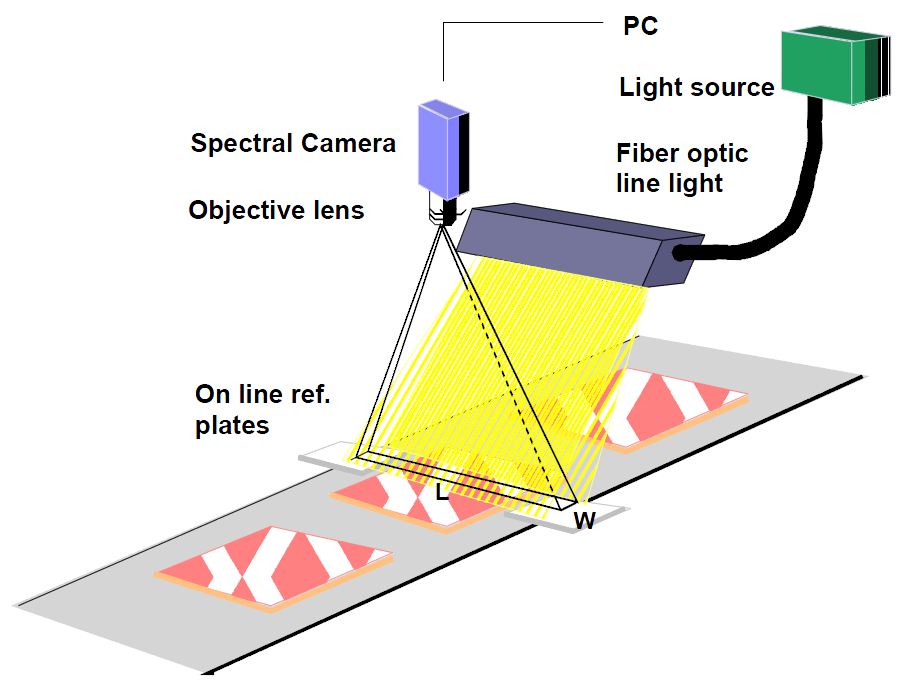 PC
Light source
Spectral Camera
Fiber optic
line light
Objective lens
On line ref.
plates
L
W